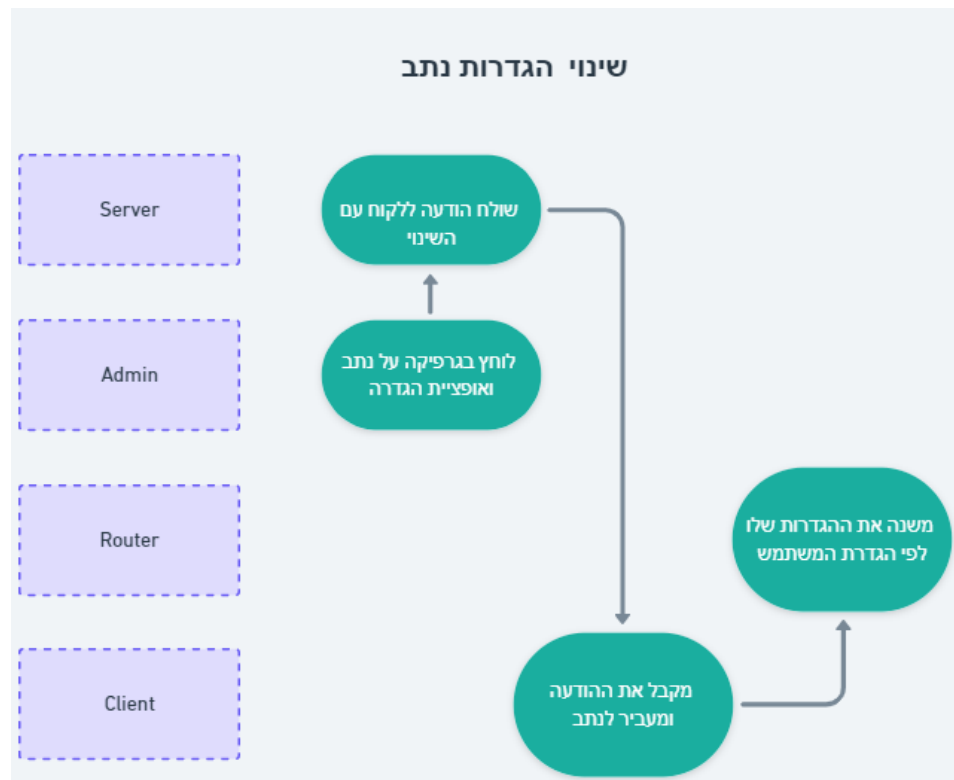 שינוי הגדרות נתב
Server
שולח הודעה ללקוח עם
השינוי
Admin
לוחץ בגרפיקה על נתב
ואופציית הגדרה
Router
משנה את ההגדרות שלו
לפי הגדרת המשתמש
Client
מקבל את ההודעה
ומעביר לנתב